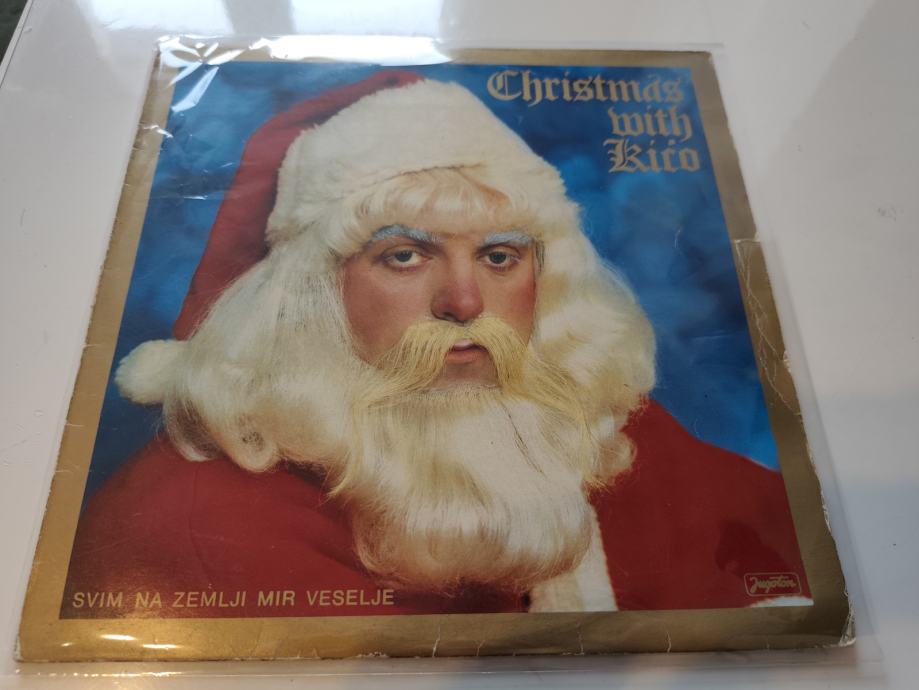 Christmas
with
Kićo
SVIM NA ZEMLJI MIR VESELJE
Jugoton